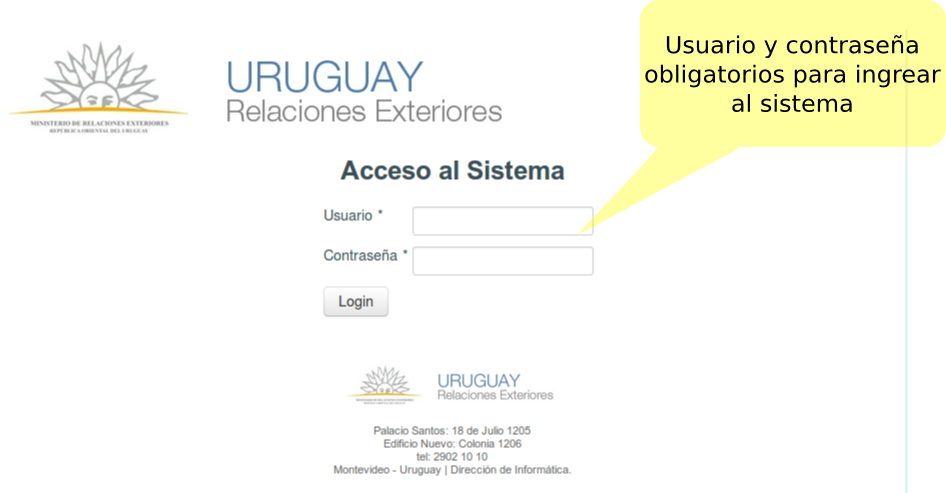 Usuario y contraseña
obligatorios para ingrear
al sistema
URUGUAY
Relaciones Exteriores
MINISTERIO DE RELACIONES EXTERIORES
REPÚBLICA ORIENTAL DEL URUGUAY
Acceso al Sistema
Usuario *
Contraseña *
Login
URUGUAY
Relaciones Exteriores
Palacio Santos: 18 de Julio 1205
Edificio Nuevo: Colonia 1206
tel: 2902 10 10
Montevideo - Uruguay | Dirección de Informática.